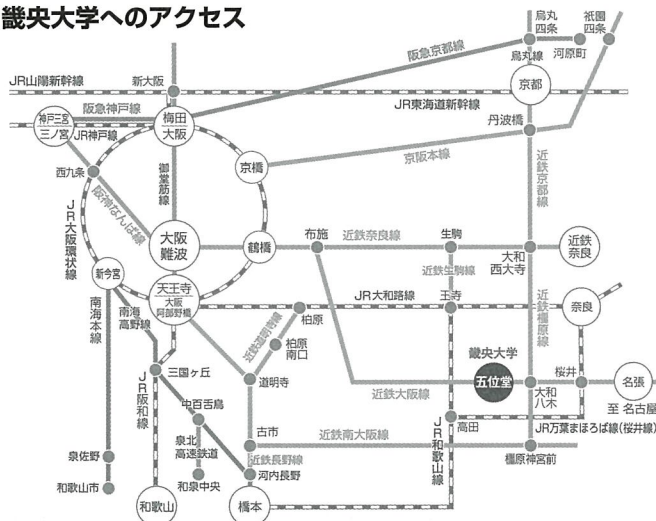 畿央大学へのアクセス
烏丸
四条
祇園
四条
烏丸線
河原町
阪急京都線
JR山陽新幹線
新大阪
京都
阪急神戸線
JR東海道新幹線
神戸三宮
三ノ宮
JR神戸線
梅田
大阪
丹波橋
京橋
京阪本線
西九条
御堂筋線
阪神なんば線
近鉄京都線
JR大阪環状線
大阪
難波
鶴橋
布施
近鉄奈良線
生駒
大和
西大寺
近鉄
奈良
近鉄生駒線
新今宮
天王寺
大阪
阿部野橋
JR大和路線
王寺
近鉄橿原線
奈良
南海本線
南海
高野線
近鉄道明寺線
柏原
柏原
南口
畿央大学
五位堂
三国ヶ丘
道明寺
近鉄大阪線
大和
八木
桜井
名張
至 名古屋
JR阪和線
中百舌鳥
高田
JR万葉まほろば線(桜井線)
泉北
高速鉄道
古市
近鉄南大阪線
橿原神宮前
JR和歌山線
泉佐野
和泉中央
近鉄長野線
河内長野
和歌山市
和歌山
橋本